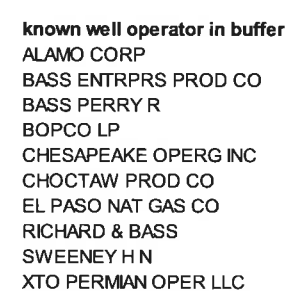 known well operator in buffer
ALAMO CORP
BASS ENTRPRS PROD CO
BASS PERRY R
BOPCO LP
CHESAPEAKE OPERG INC
CHOCTAW PROD CO
EL PASO NAT GAS CO
RICHARD & BASS
SWEENEY H N
XTO PERMIAN OPER LLC